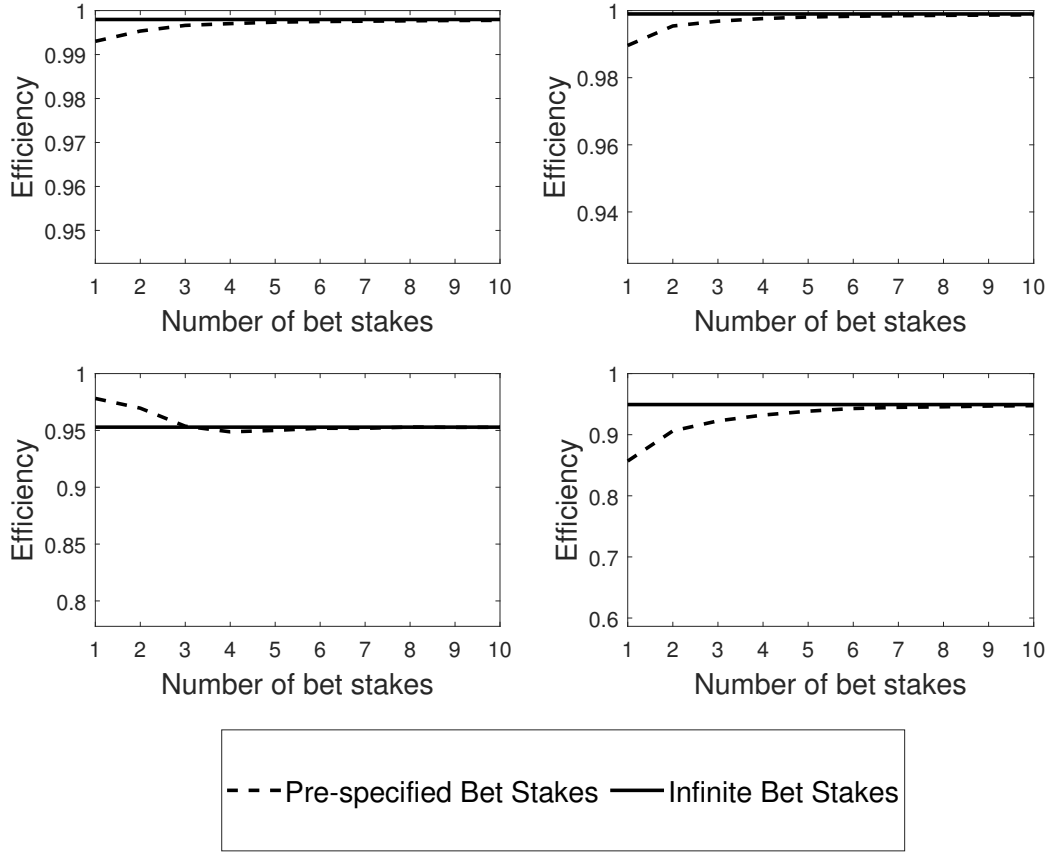 1
0.99
0.98
0.97
0.96
0.95
Efficiency
1 2 3 4 5 6 7 8 9 10
Number of bet stakes
1
0.98
0.96
0.94
Efficiency
1 2 3 4 5 6 7 8 9 10
Number of bet stakes
1
0.95
0.9
0.85
0.8
Efficiency
1 2 3 4 5 6 7 8 9 10
Number of bet stakes
1
0.9
0.8
0.7
0.6
Efficiency
1 2 3 4 5 6 7 8 9 10
Number of bet stakes
Pre-specified Bet Stakes Infinite Bet Stakes